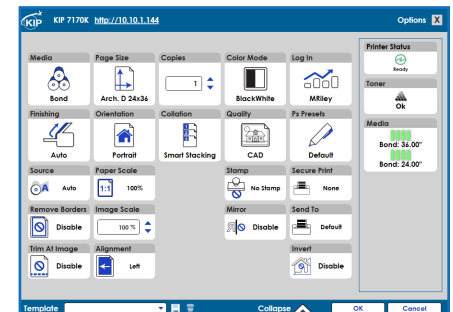 KIP KIP 7170K http://10.10.1.144 Options X
Media Page Size Copies Color Mode Log In
1
Bond Arch. D 24x36 BlackWhite MRiley
Finishing Orientation Collation Quality Ps Presets
Auto Portrait Smart Stacking CAD Default
Source Paper Scale Stamp Secure Print
A Auto 1:1 100% No Stamp None
Remove Borders Image Scale Mirror Send To
Disable 100 % Disable Default
Trim At Image Alignment Invert
Disable Left Disable
Printer Status
Ready
Toner
Ok
Media
Bond: 36.00"
Bond: 24.00"
Template Collapse OK Cancel